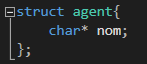 struct agent{
    char* nom;
};